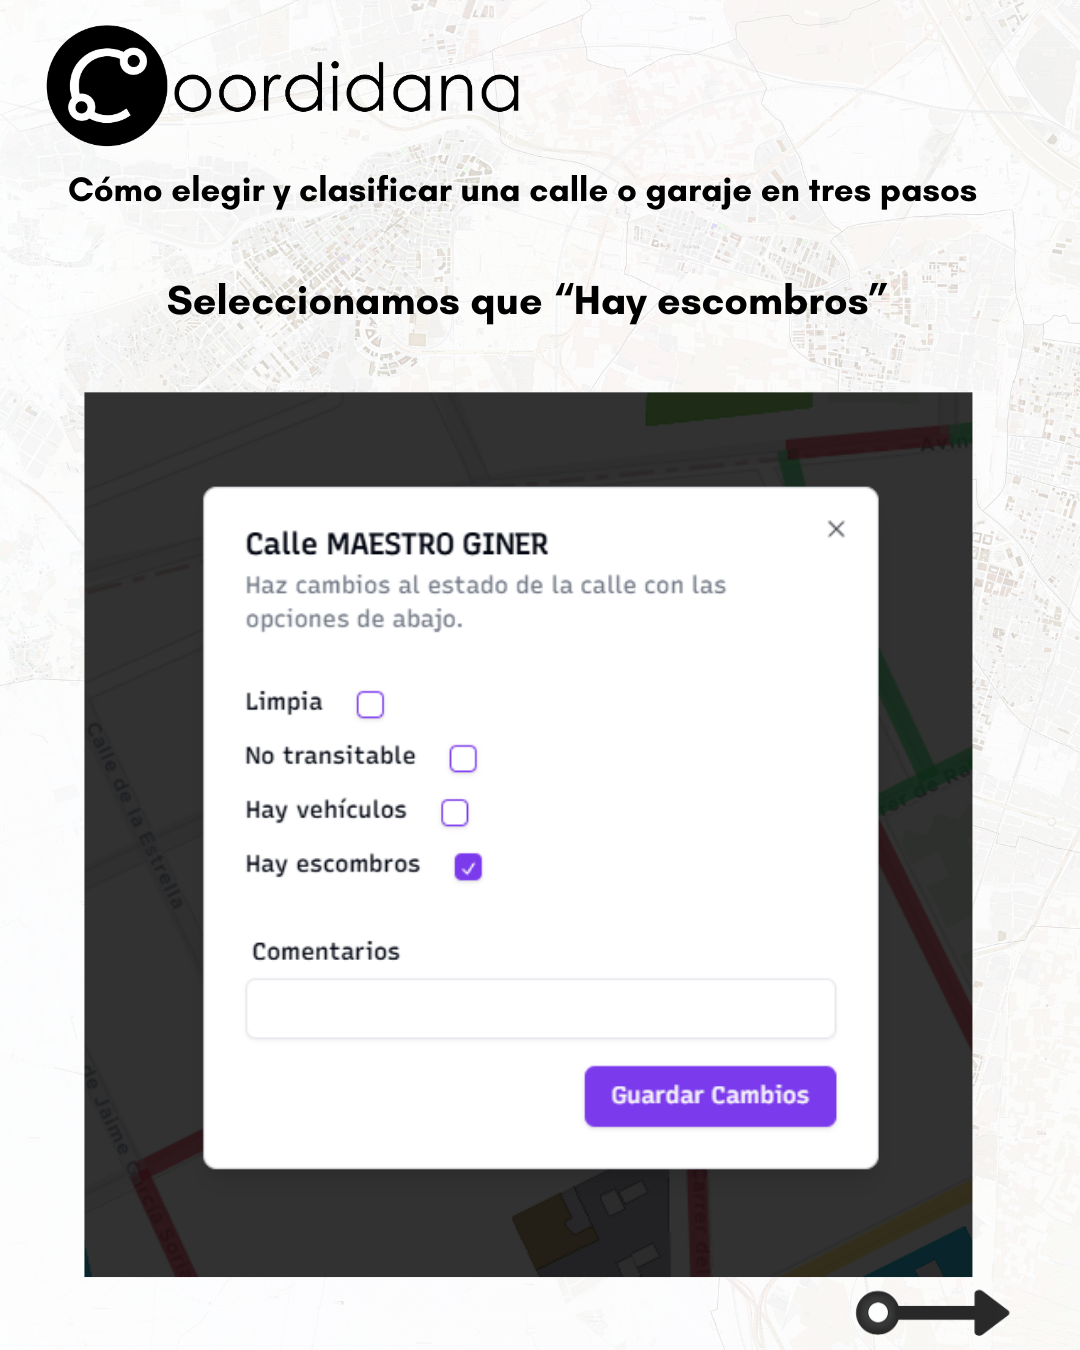 Coordidana
Cómo elegir y clasificar una calle o garaje en tres pasos
Seleccionamos que “Hay escombros”
Calle MAESTRO GINER
Haz cambios al estado de la calle con las
opciones de abajo.
Limpia
No transitable
Hay vehículos
Hay escombros
Comentarios
Guardar Cambios
Calle de la Estrella
de Jaime García